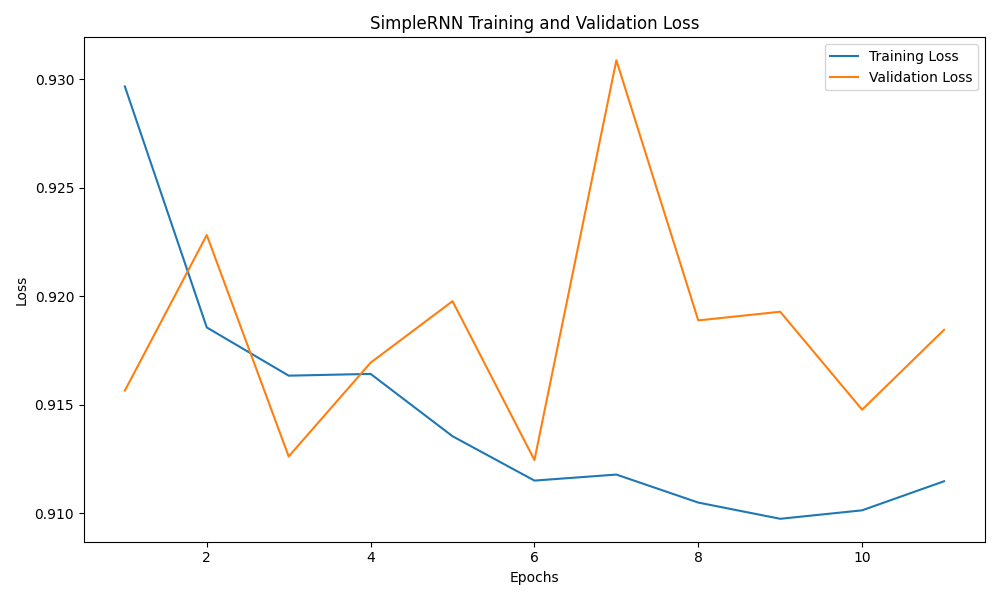 SimpleRNN Training and Validation Loss
Training Loss
Validation Loss
0.930
0.925
0.920
0.915
0.910
Loss
2
4
6
8
10
Epochs